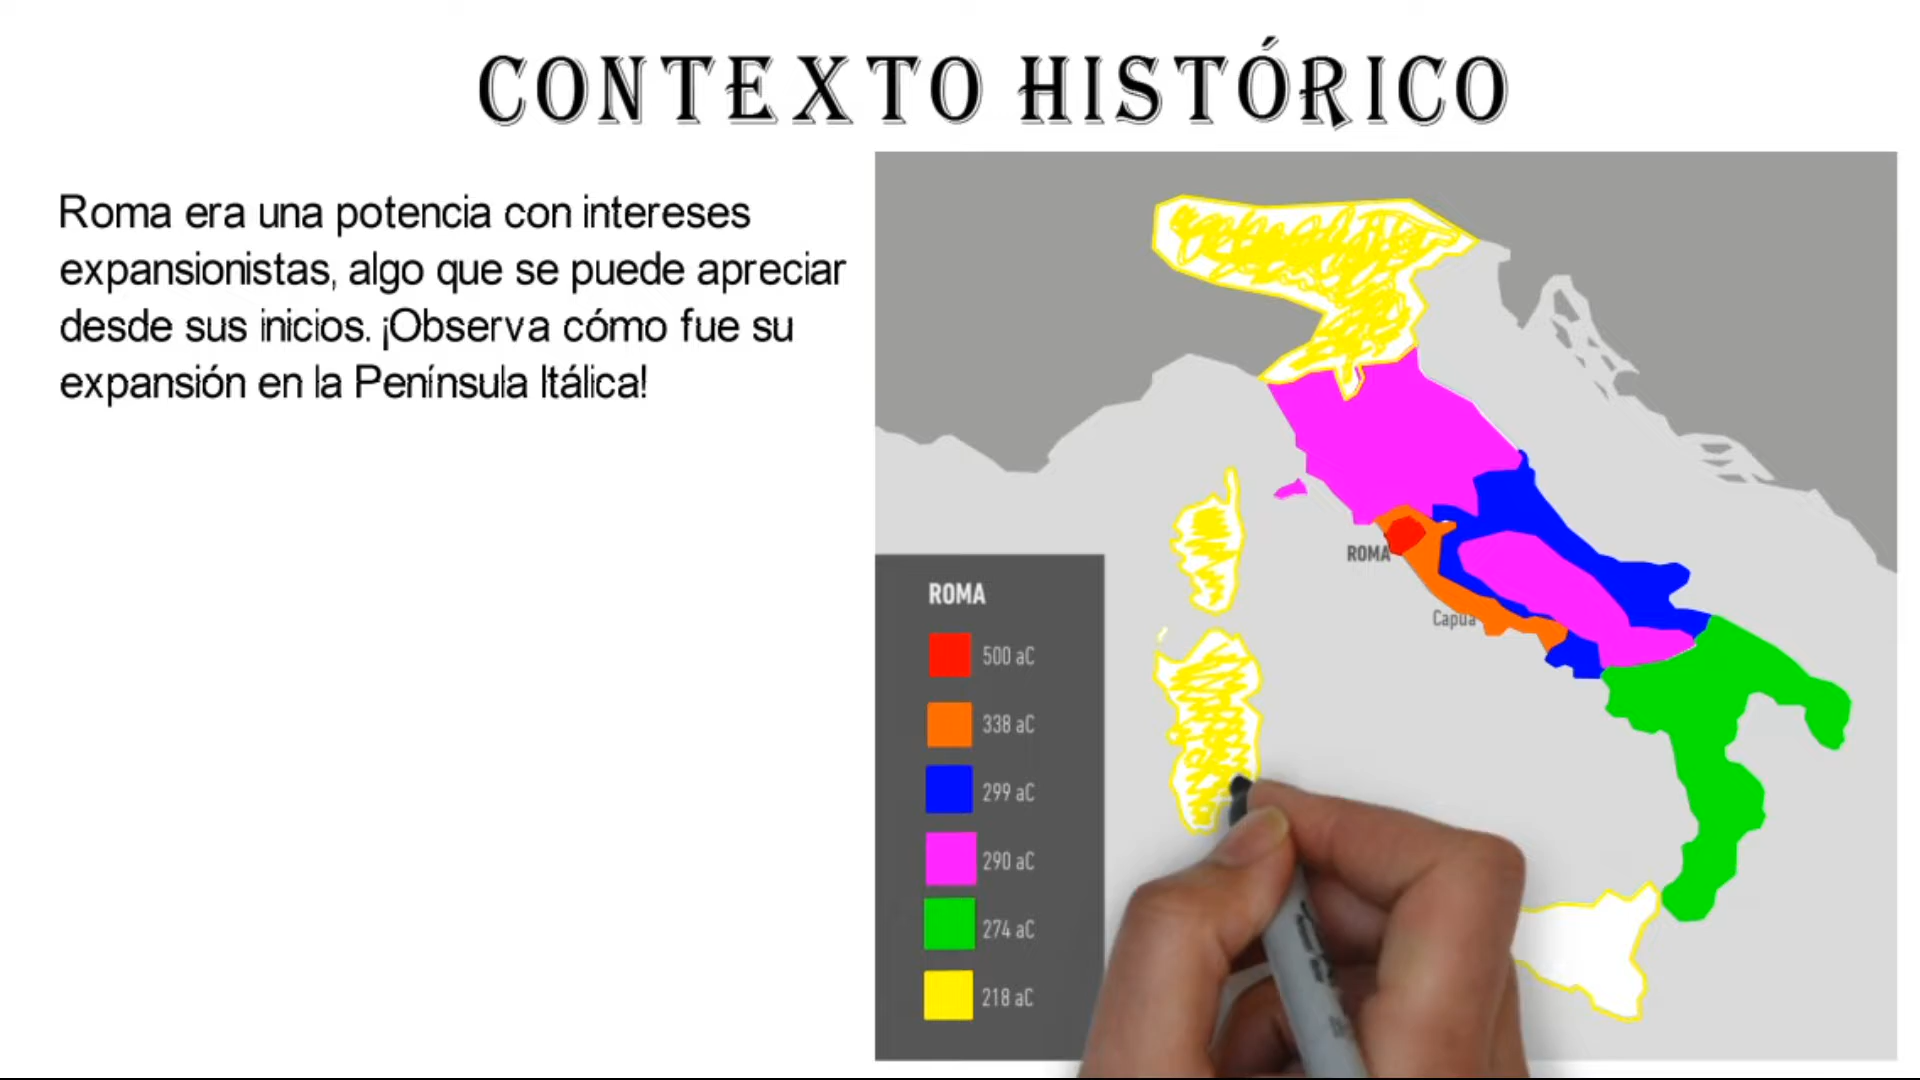 CONTEXTO HISTÓRICO
Roma era una potencia con intereses
expansionistas, algo que se puede apreciar
desde sus inicios. ¡Observa cómo fue su
expansión en la Península Itálica!
ROMA
Capua
ROMA
500 aC
338 aC
299 aC
290 aC
274 aC
218 aC